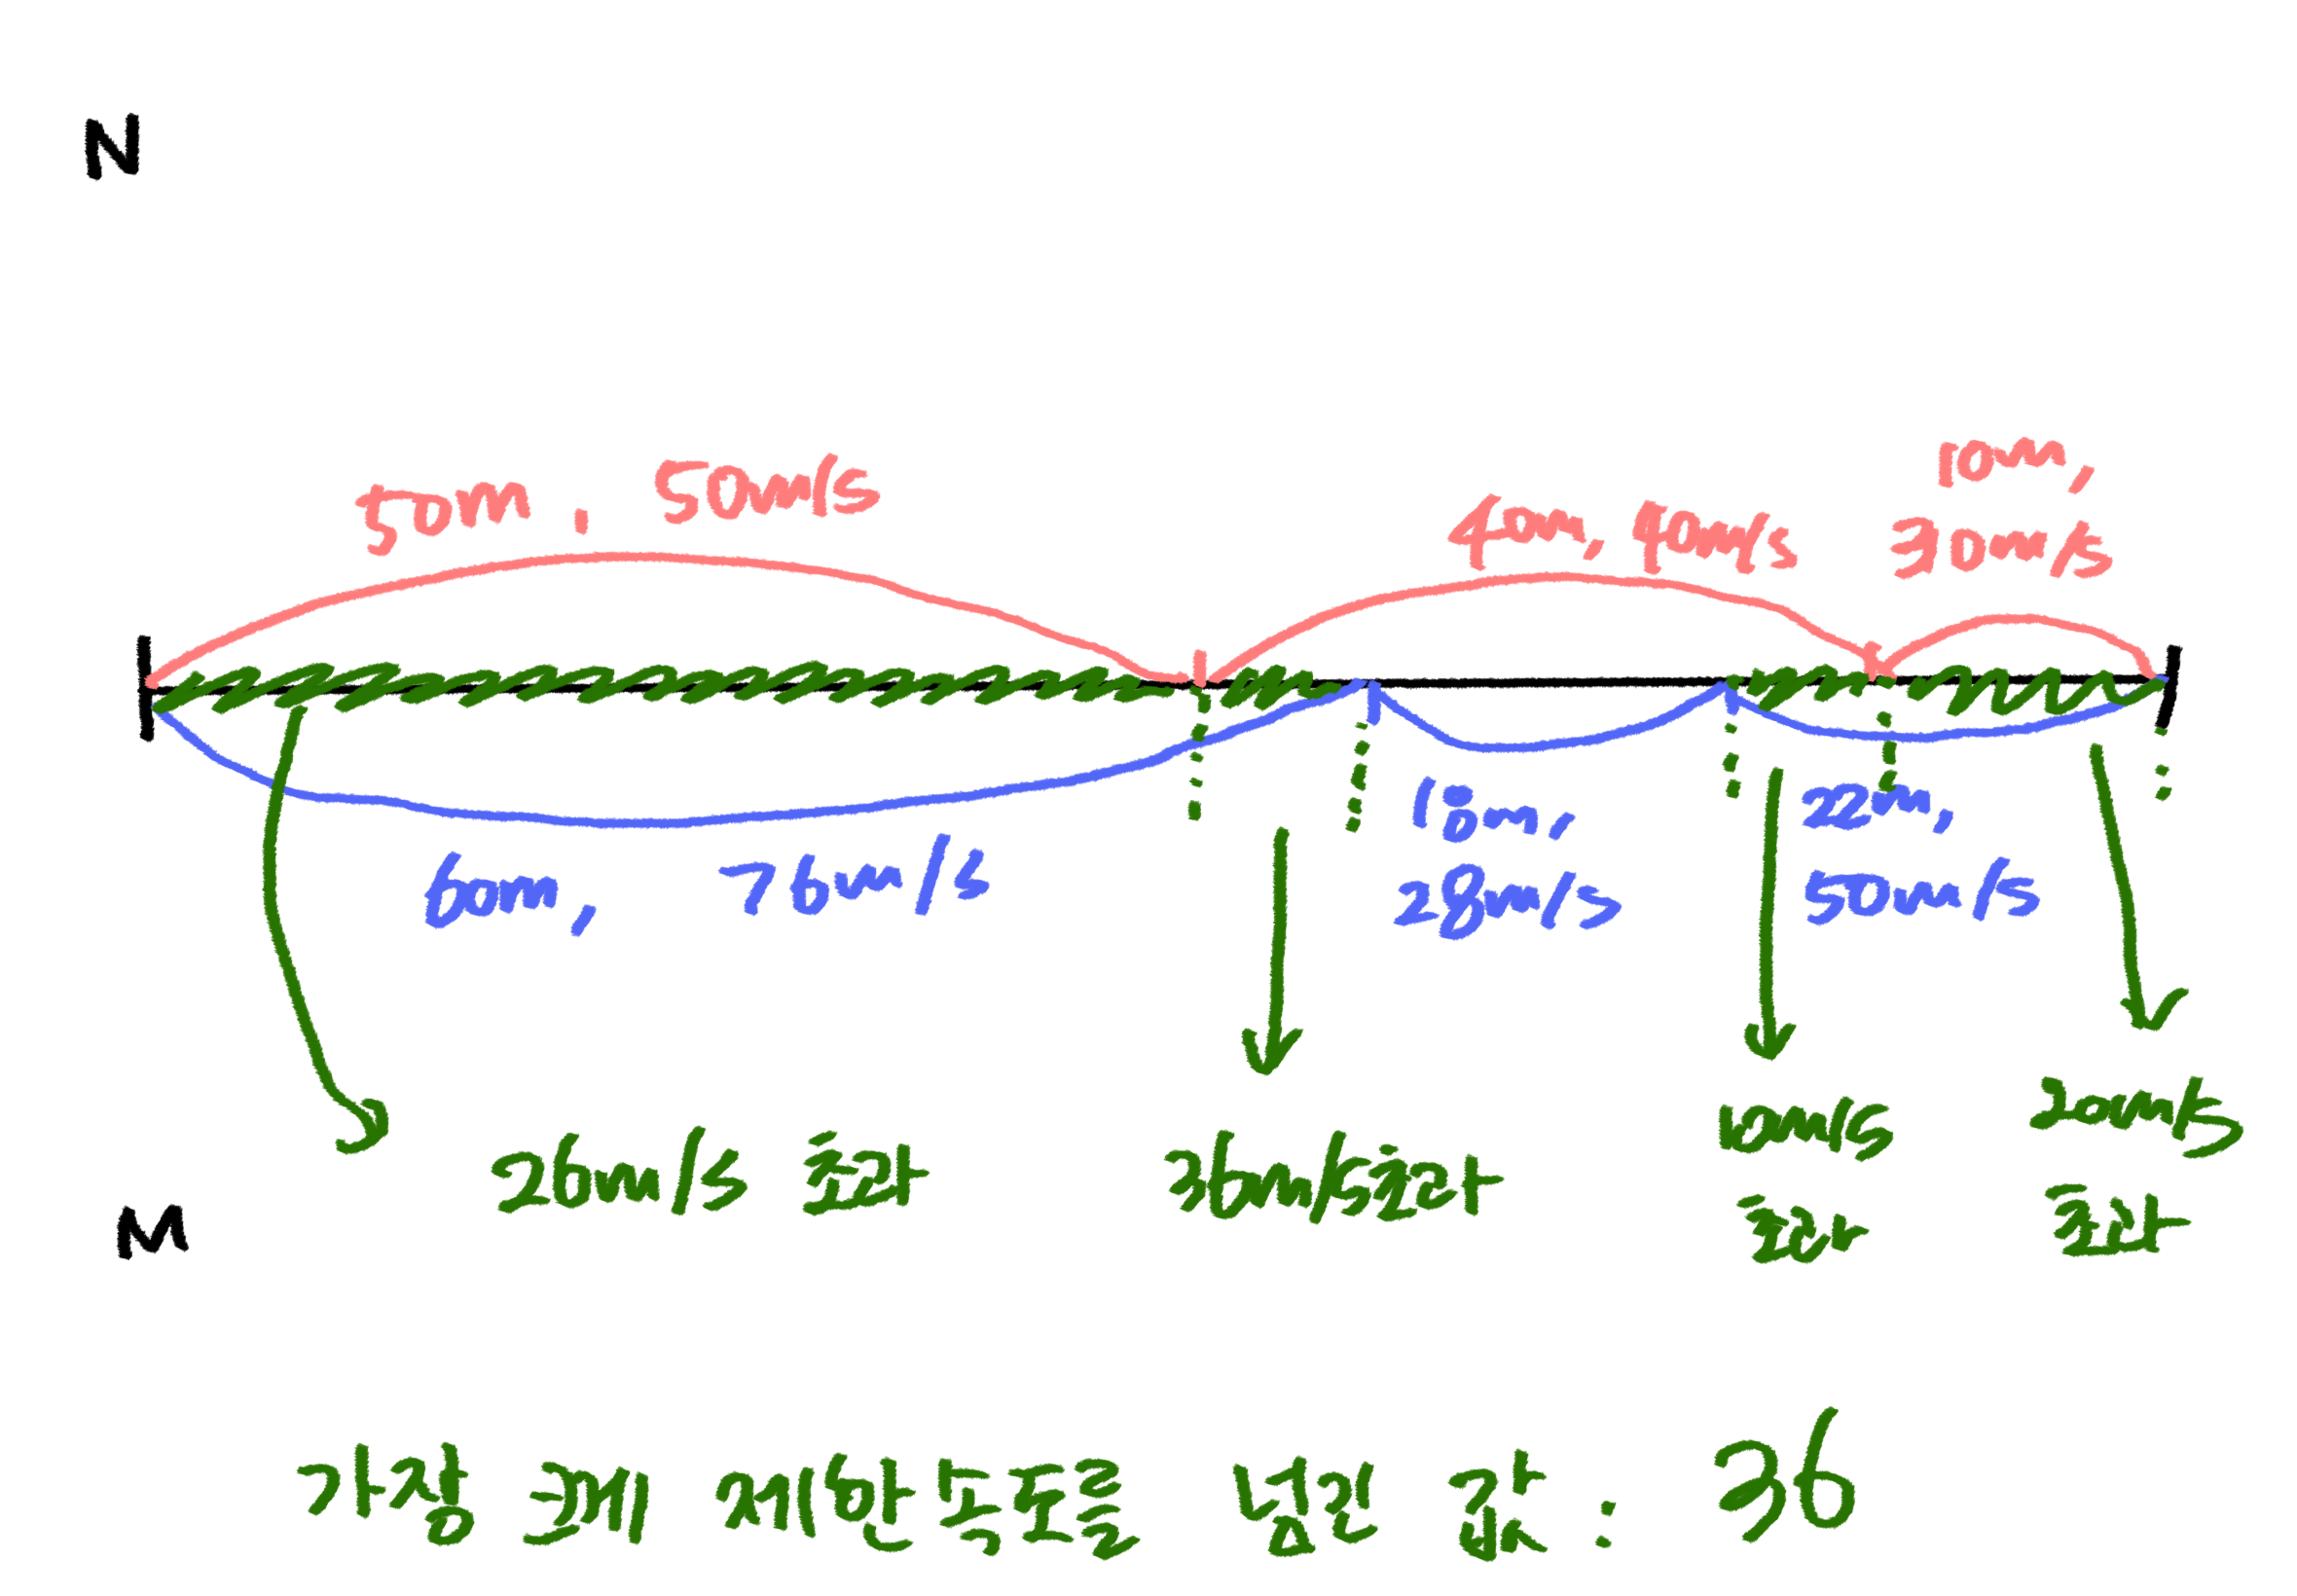 N
50m, 50m/s
40m, 40m/s
10m,
30m/s
60m, 76m/s
18m,
28m/s
22m,
50m/s
26m/s 초과
36m/s초과
10m/s
초과
20m/s
초과
M
가장 크게 제한속도를 넘긴 값 : 36